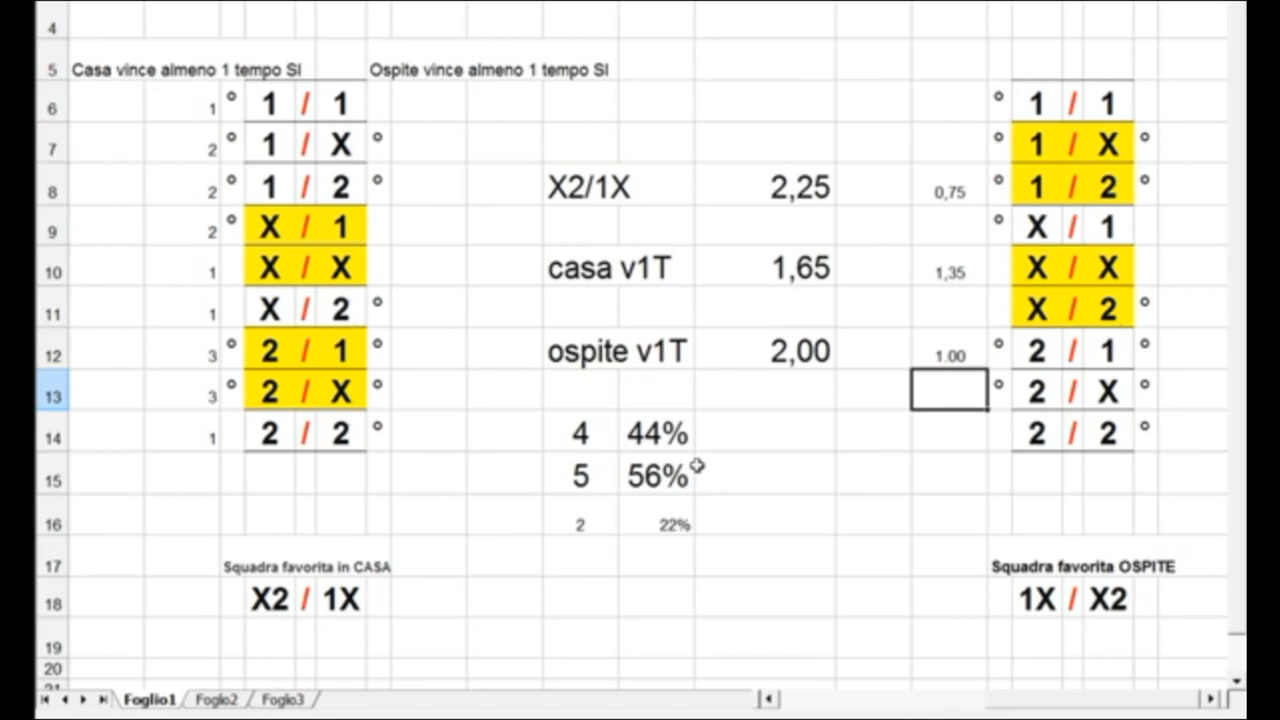 4
5 Casa vince almeno 1 tempo SI Ospite vince almeno 1 tempo SI
6 1 ° 1 / 1 ° 1 / 1
7 2 ° 1 / X ° ° 1 / X °
8 2 ° 1 / 2 ° X2/1X 2,25 0,75 ° 1 / 2 °
9 2 ° X / 1 ° X / 1
10 1 X / X casa v1T 1,65 1,35 X / X
11 1 X / 2 ° X / 2 °
12 3 ° 2 / 1 ° ospite v1T 2,00 1.00 ° 2 / 1 °
13 3 ° 2 / X ° ° 2 / X °
14 1 2 / 2 ° 4 44% 2 / 2 °
15 5 56%
16 2 22%
17 Squadra favorita in CASA Squadra favorita OSPITE
18 X2 / 1X 1X / X2
19
20
Foglio1 Foglio2 Foglio3